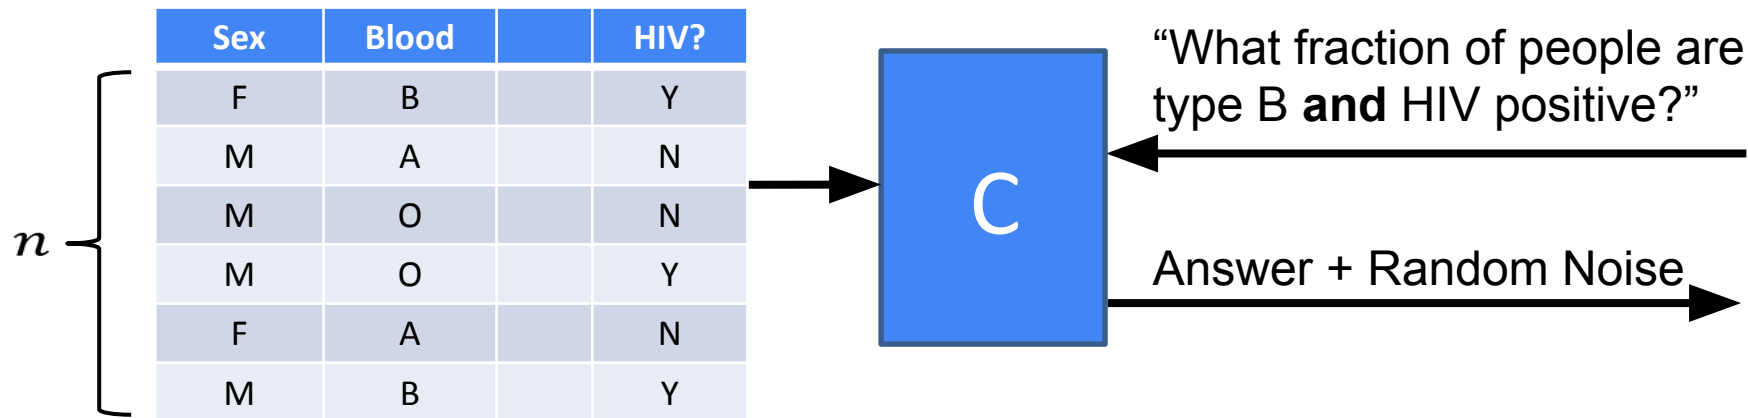 Sex Blood HIV?
F B Y
M A N
M O N
M O Y
F A N
M B Y
n
C
“What fraction of people are
type B and HIV positive?”
Answer + Random Noise